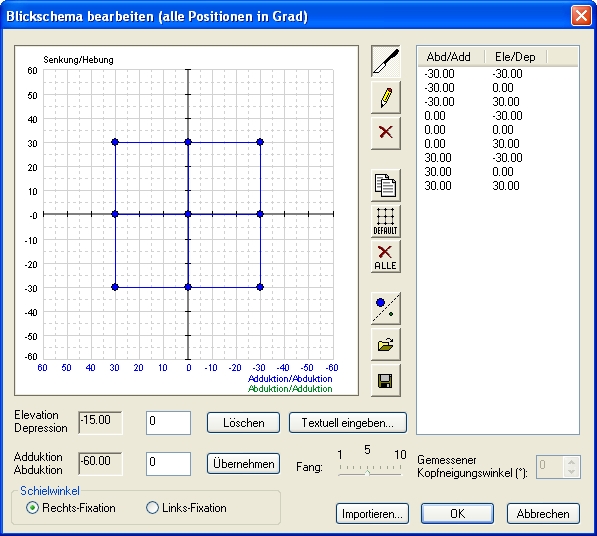 Blickschema bearbeiten (alle Positionen in Grad)
Senkung/Hebung
60
50
40
30
20
10
-0
-10
-20
-30
-40
-50
-60
60 50 40 30 20 10 0 -10 -20 -30 -40 -50 -60
Adduktion/Abduktion
Abduktion/Adduktion
DEFAULT
ALLE
Abd/Add Ele/Dep
-30.00 -30.00
-30.00 0.00
-30.00 30.00
0.00 -30.00
0.00 0.00
0.00 30.00
30.00 -30.00
30.00 0.00
30.00 30.00
Elevation
Depression
-15.00 0 Löschen Textuell eingeben...
Adduktion
Abduktion
-60.00 0 Übernehmen Fang: 1 5 10
Gemessener
Kopfneigungswinkel (°): 0
Schielwinkel
Rechts-Fixation Links-Fixation
Importieren... OK Abbrechen